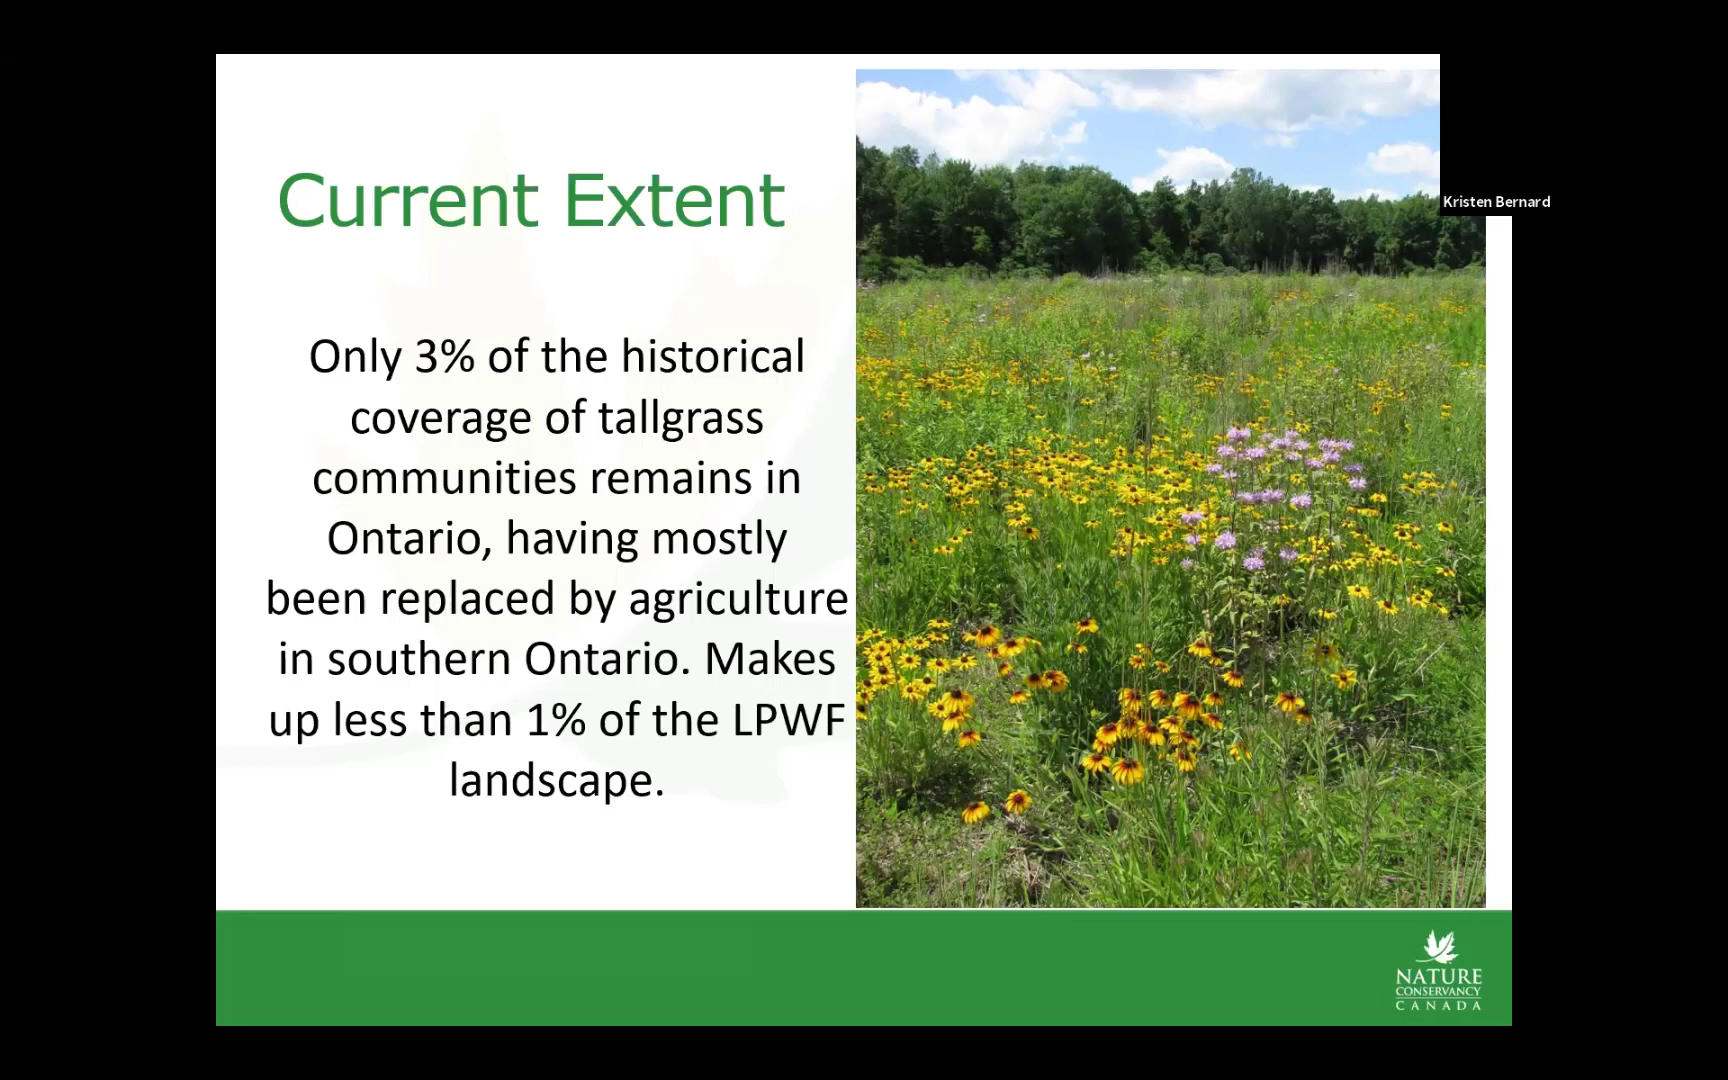 Current Extent
Kristen Bernard
Only 3% of the historical
coverage of tallgrass
communities remains in
Ontario, having mostly
been replaced by agriculture
in southern Ontario. Makes
up less than 1% of the LPWF
landscape.
NATURE
CONSERVANCY
CANADA